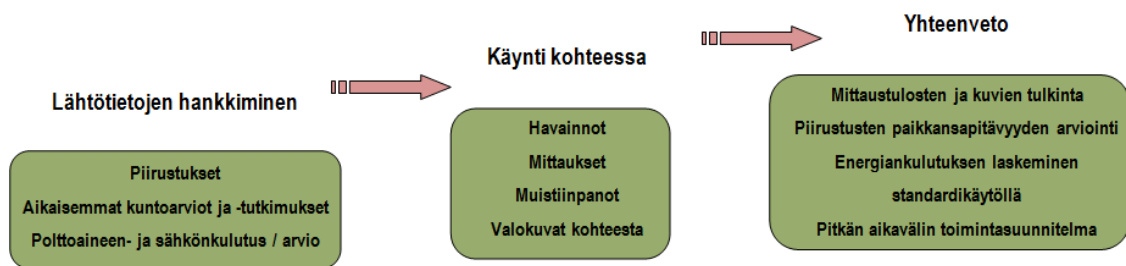 Lähtötietojen hankkiminen
Piirustukset
Aikaisemmat kuntoarviot ja -tutkimukset
Polttoaineen- ja sähkönkulutus / arvio
Käynti kohteessa
Havainnot
Mittaukset
Muistiinpanot
Valokuvat kohteesta
Yhteenveto
Mittaustulosten ja kuvien tulkinta
Piirustusten paikkansapitävyyden arviointi
Energiankulutuksen laskeminen
standardikäytöllä
Pitkän aikavälin toimintasuunnitelma